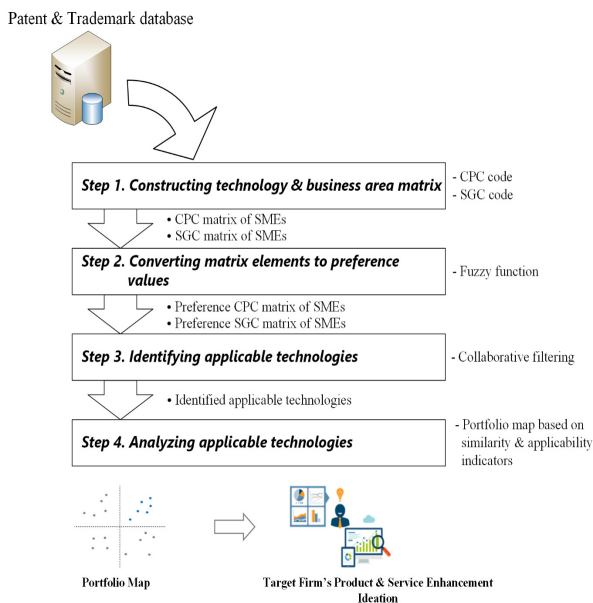 Patent & Trademark database
Step 1. Constructing technology & business area matrix
- CPC code
- SGC code
• CPC matrix of SMEs
• SGC matrix of SMEs
Step 2. Converting matrix elements to preference
values
- Fuzzy function
• Preference CPC matrix of SMEs
• Preference SGC matrix of SMEs
Step 3. Identifying applicable technologies
- Collaborative filtering
• Identified applicable technologies
Step 4. Analyzing applicable technologies
- Portfolio map based on
similarity & applicability
indicators
Portfolio Map
Target Firm's Product & Service Enhancement
Ideation